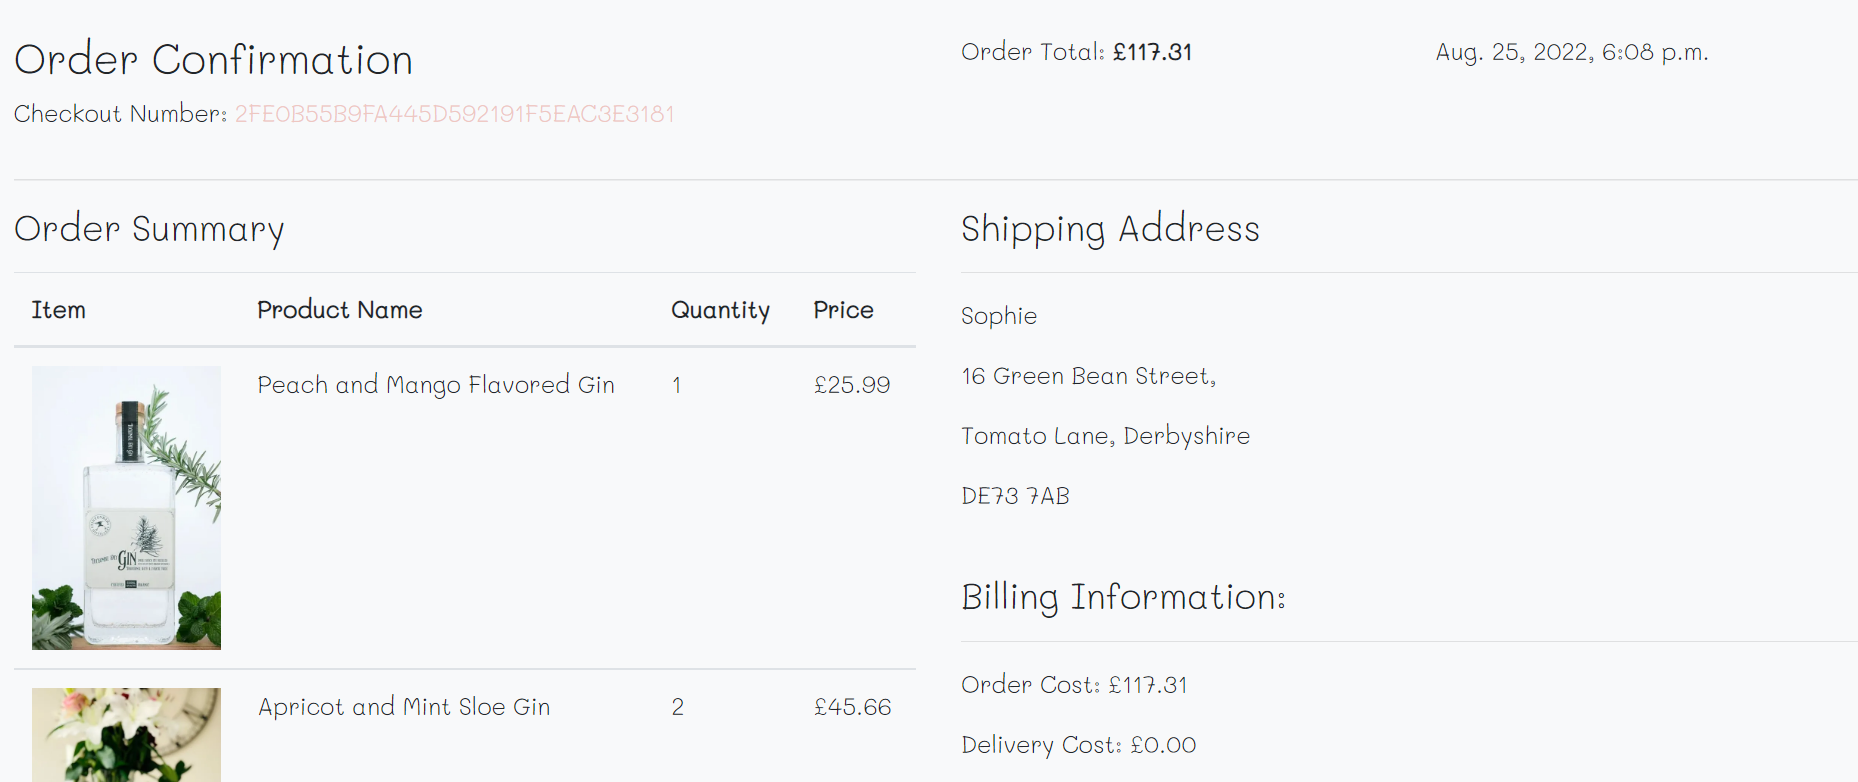 Order Confirmation
Order Total: £117.31
Aug. 25, 2022, 6:08 p.m.
Checkout Number: 2FE0B55B9FA445D592191F5EAC3E3181
Order Summary
Item Product Name Quantity Price
Peach and Mango Flavored Gin 1 £25.99
GIN
Apricot and Mint Sloe Gin 2 £45.66
Shipping Address
Sophie
16 Green Bean Street,
Tomato Lane, Derbyshire
DE73 7AB
Billing Information:
Order Cost: £117.31
Delivery Cost: £0.00